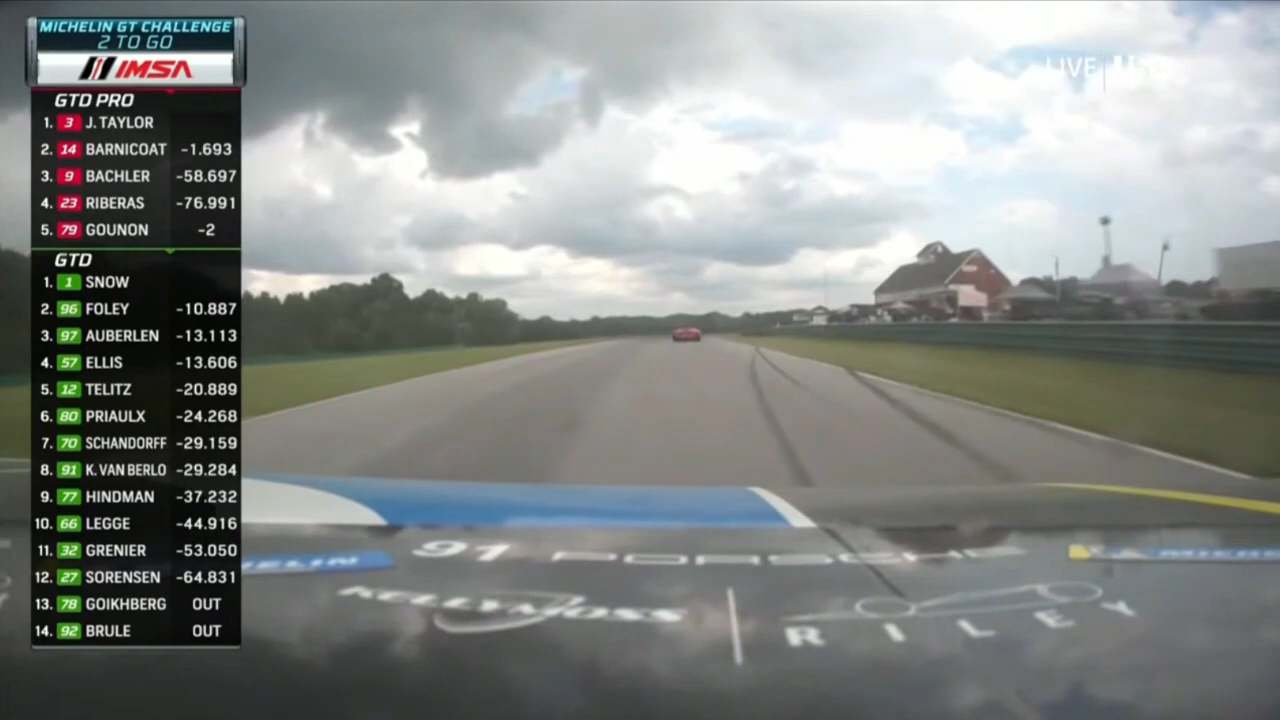 MICHELIN GT CHALLENGE
2 TO GO
IMSA
LIVE
GTD PRO
1. 3 J. TAYLOR
2. 14 BARNICOAT -1.693
3. 9 BACHLER -58.697
4. 23 RIBERAS -76.991
5. 79 GOUNON -2
GTD
1. 1 SNOW
2. 96 FOLEY -10.887
3. 97 AUBERLEN -13.113
4. 57 ELLIS -13.606
5. 12 TELITZ -20.889
6. 80 PRIAULX -24.268
7. 70 SCHANDORFF -29.159
8. 91 K. VAN BERLO -29.284
9. 77 HINDMAN -37.232
10. 66 LEGGE -44.916
11. 32 GRENIER -53.050
12. 27 SORENSEN -64.831
13. 78 GOIKHBERG OUT
14. 92 BRULE OUT
91 PORSCHE
KELLYMOSS
RILEY